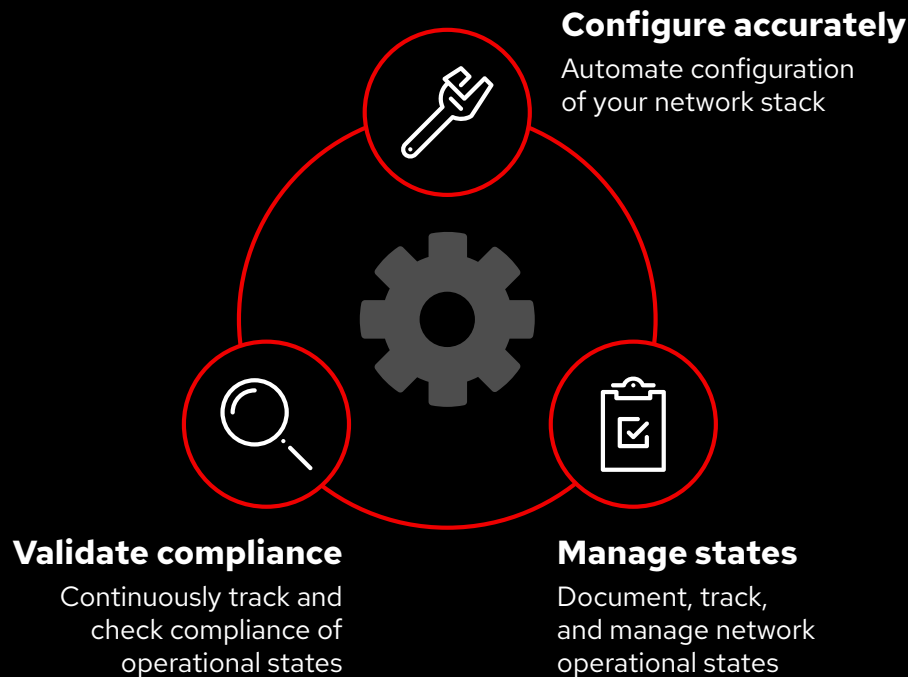 Configure accurately
Automate configuration
of your network stack
Validate compliance
Continuously track and
check compliance of
operational states
Manage states
Document, track,
and manage network
operational states